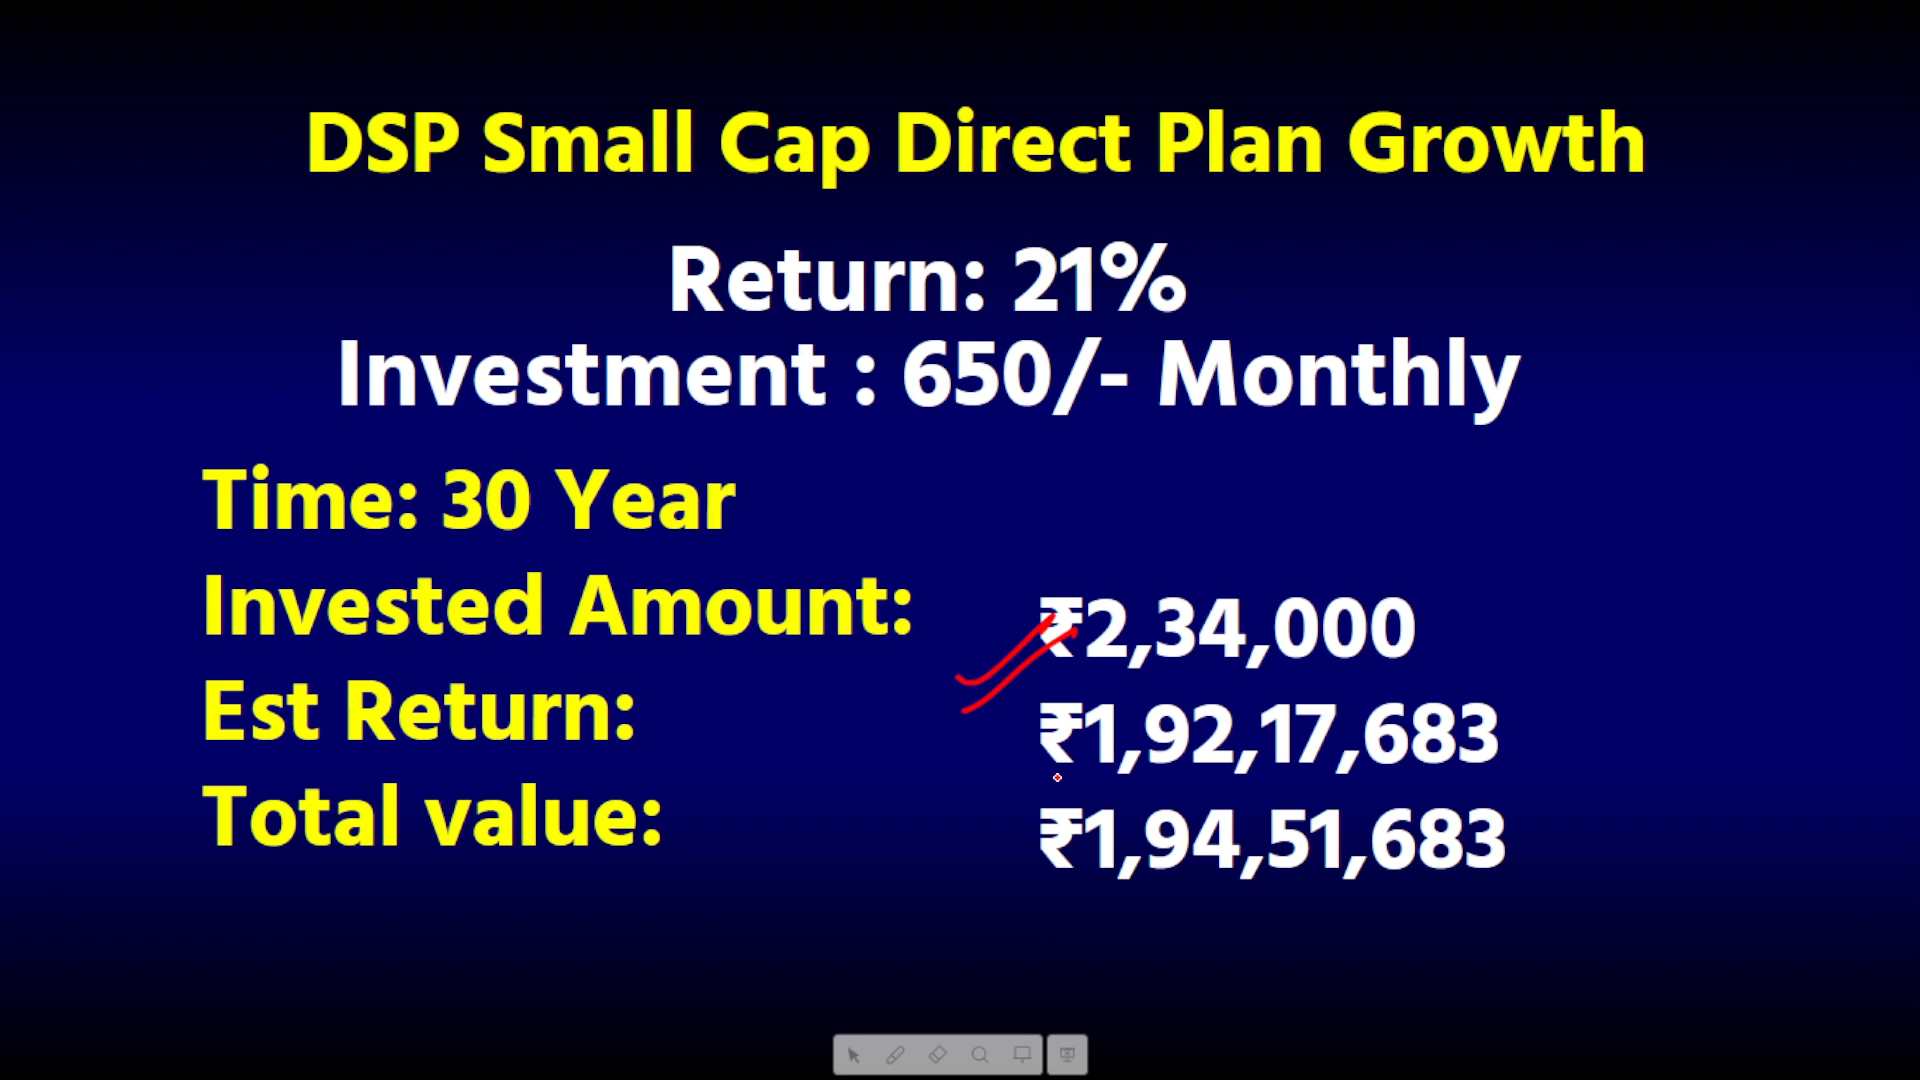 DSP Small Cap Direct Plan Growth
Return: 21%
Investment : 650/- Monthly
Time: 30 Year
Invested Amount: ₹2,34,000
Est Return: ₹1,92,17,683
Total value: ₹1,94,51,683